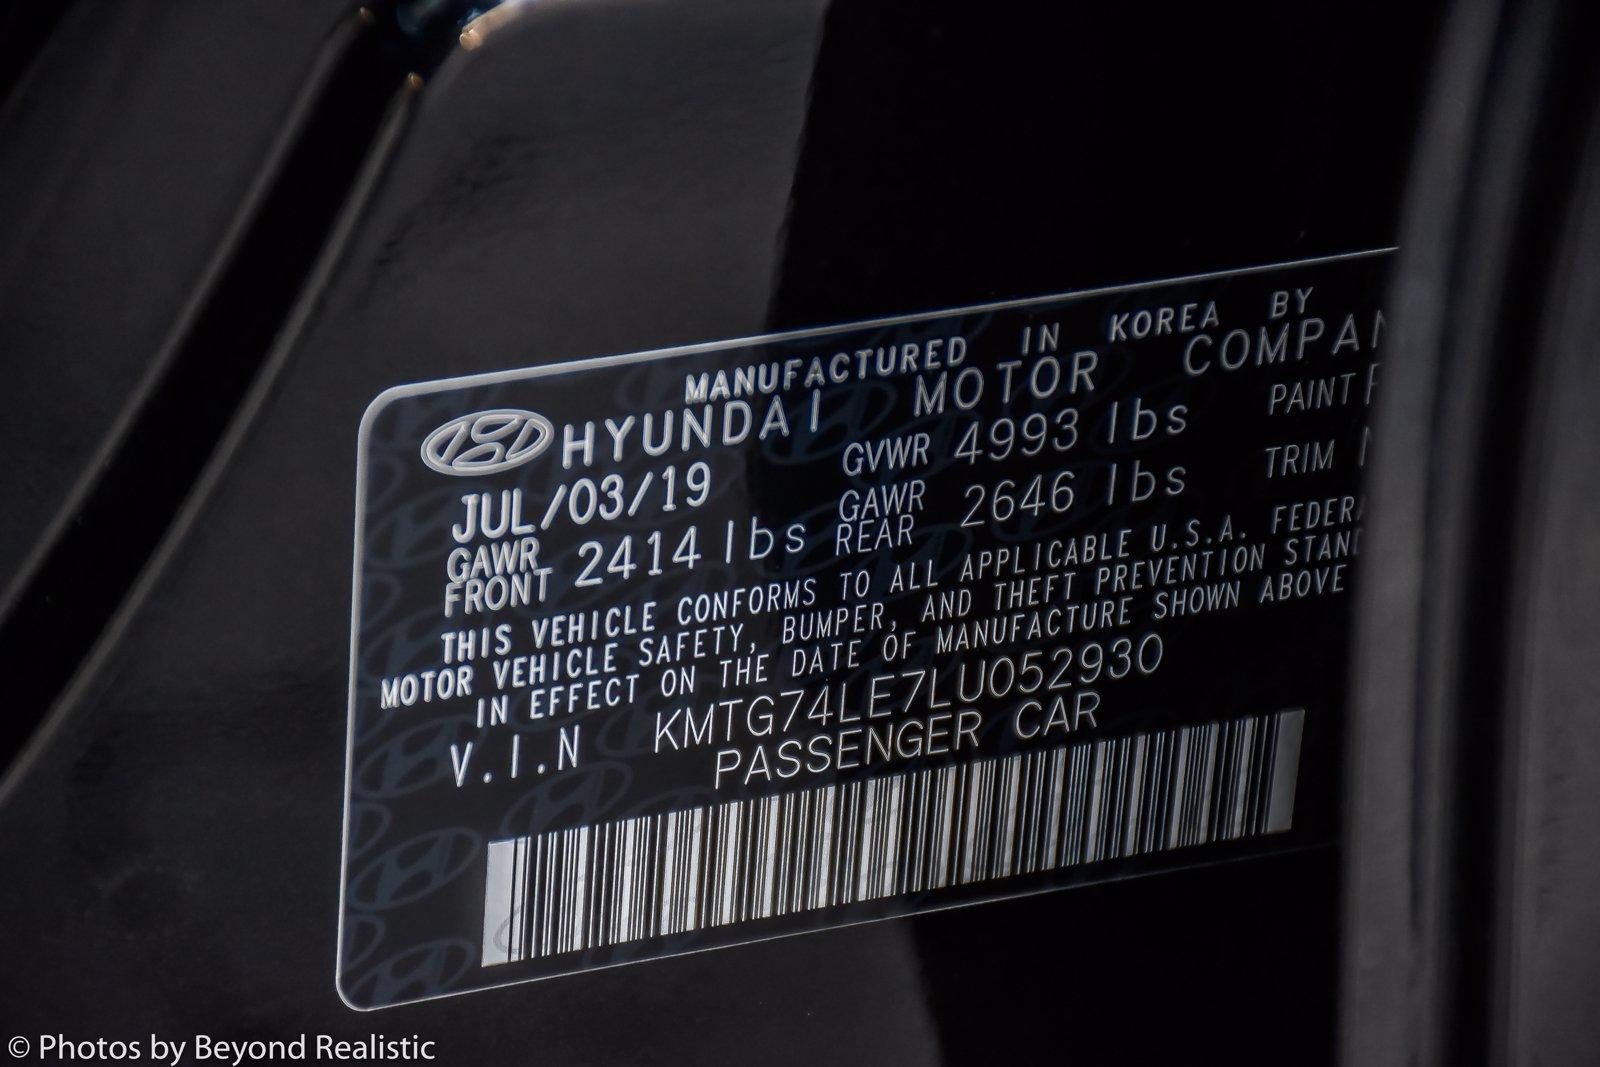 MANUFACTURED IN KOREA BY
HYUNDAI MOTOR COMPAN
JUL/03/19 GVWR 4993 lbs PAINT
GAWR FRONT 2414 lbs GAWR REAR 2646 lbs TRIM
THIS VEHICLE CONFORMS TO ALL APPLICABLE U.S.A. FEDER
MOTOR VEHICLE SAFETY, BUMPER, AND THEFT PREVENTION STAN
IN EFFECT ON THE DATE OF MANUFACTURE SHOWN ABOVE
V.I.N KMTG74LE7LU052930
PASSENGER CAR
© Photos by Beyond Realistic